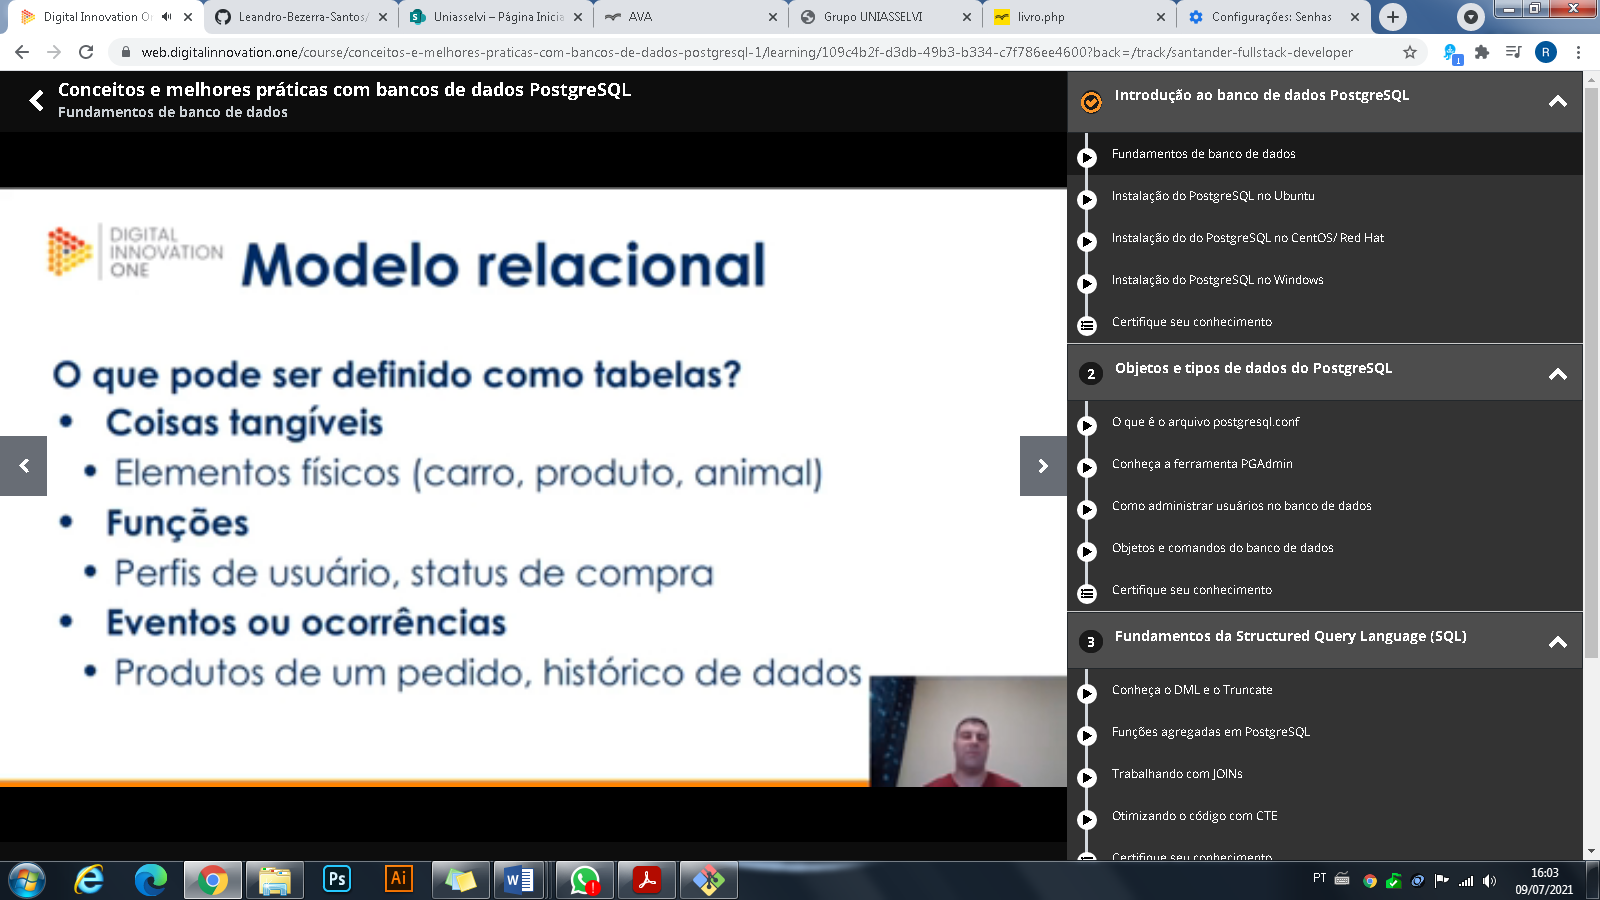 Digital Innovation O
Leandro-Bezerra-Santos/
Uniasselvi – Página Inicia
AVA
Grupo UNIASSELVI
livro.php
Configurações: Senhas
web.digitalinnovation.one/course/conceitos-e-melhores-praticas-com-bancos-de-dados-postgresql-1/learning/109c4b2f-d3db-49b3-b334-c7f786ee4600?back=/track/santander-fullstack-developer
1
R
Conceitos e melhores práticas com bancos de dados PostgreSQL
Fundamentos de banco de dados
DIGITAL
INNOVATION
ONE
Modelo relacional
O que pode ser definido como tabelas?
• Coisas tangíveis
• Elementos físicos (carro, produto, animal)
• Funções
• Perfis de usuário, status de compra
• Eventos ou ocorrências
• Produtos de um pedido, histórico de dados
Introdução ao banco de dados PostgreSQL
Fundamentos de banco de dados
Instalação do PostgreSQL no Ubuntu
Instalação do do PostgreSQL no CentOS/ Red Hat
Instalação do PostgreSQL no Windows
Certifique seu conhecimento
2 Objetos e tipos de dados do PostgreSQL
O que é o arquivo postgresql.conf
Conheça a ferramenta PGAdmin
Como administrar usuários no banco de dados
Objetos e comandos do banco de dados
Certifique seu conhecimento
3 Fundamentos da Structured Query Language (SQL)
Conheça o DML e o Truncate
Funções agregadas em PostgreSQL
Trabalhando com JOINs
Otimizando o código com CTE
Certifique seu conhecimento
Ps
Ai
PT
16:03
09/07/2021